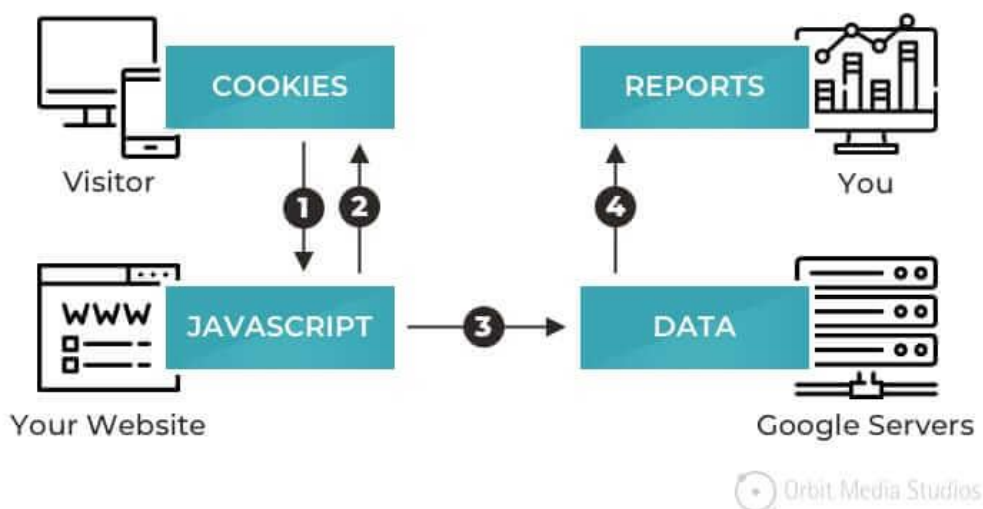 COOKIES
REPORTS
Visitor
You
1
2
4
WWW
JAVASCRIPT
3
DATA
Your Website
Google Servers
Orbit Media Studios